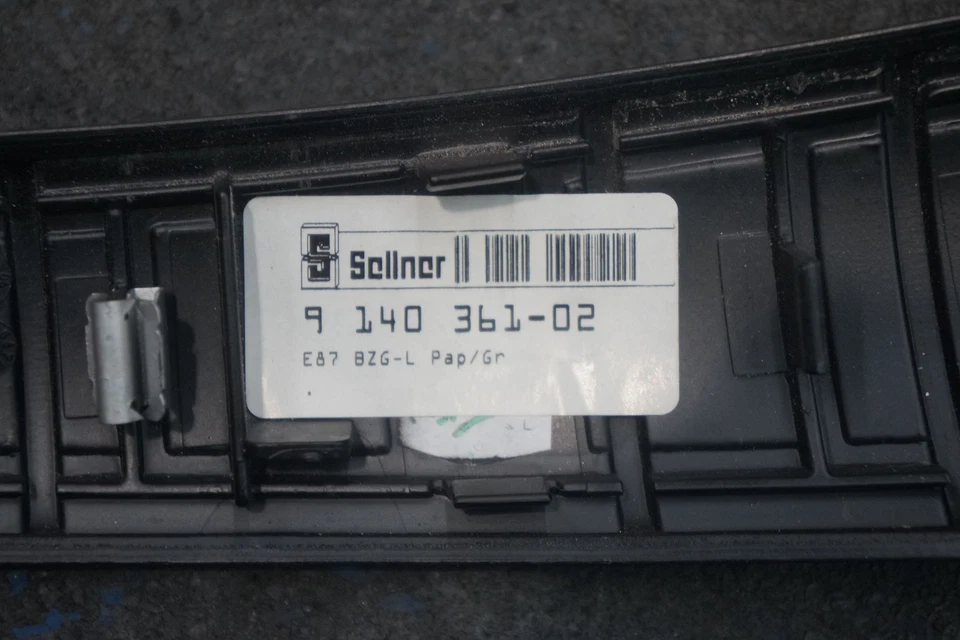 S Sellner
9 140 361-02
E87 BZG-L Pap/Gr
L